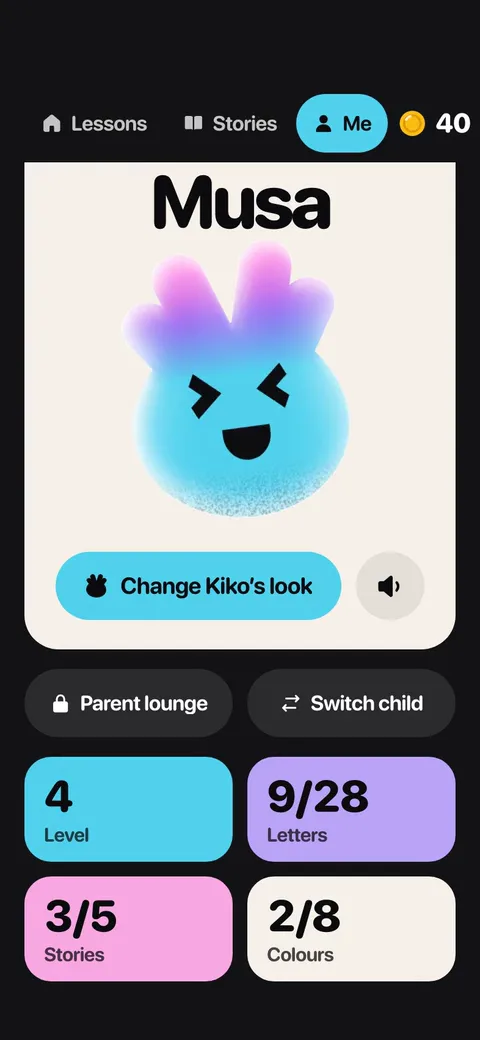 Lessons
Stories
Me
40
Musa
Change Kiko's look
Parent lounge
Switch child
4
Level
9/28
Letters
3/5
Stories
2/8
Colours